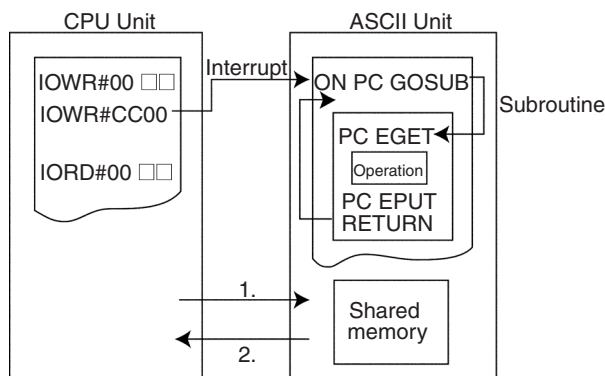 CPU Unit
ASCII Unit
IOWR#00 □□
IOWR#CC00
IORD#00 □□
Interrupt
ON PC GOSUB
Subroutine
PC EGET
Operation
PC EPUT
RETURN
1.
2.
Shared
memory